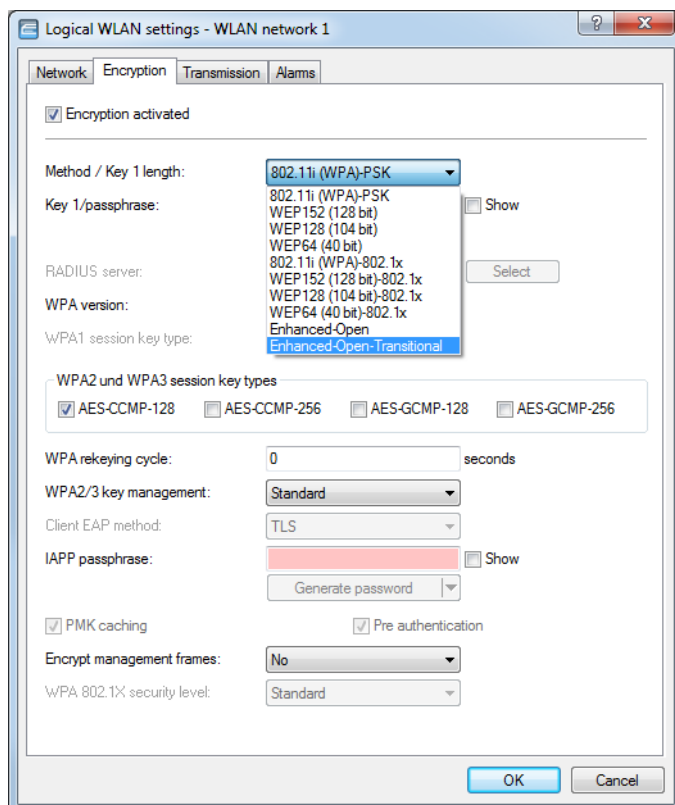 Logical WLAN settings - WLAN network 1
?
Network Encryption Transmission Alarms
Encryption activated
Method / Key 1 length: 802.11i (WPA)-PSK
802.11i (WPA)-PSK
Key 1/passphrase: Show
WEP152 (128 bit)
WEP128 (104 bit)
WEP64 (40 bit)
802.11i (WPA)-802.1x
RADIUS server: Select
WEP152 (128 bit)-802.1x
WEP128 (104 bit)-802.1x
WPA version:
WEP64 (40 bit)-802.1x
Enhanced-Open
WPA1 session key type:
Enhanced-Open-Transitional
WPA2 und WPA3 session key types
AES-CCMP-128 AES-CCMP-256 AES-GCMP-128 AES-GCMP-256
WPA rekeying cycle: 0 seconds
WPA2/3 key management: Standard
Client EAP method: TLS
IAPP passphrase: Show
Generate password
PMK caching Pre authentication
Encrypt management frames: No
WPA 802.1X security level: Standard
OK Cancel